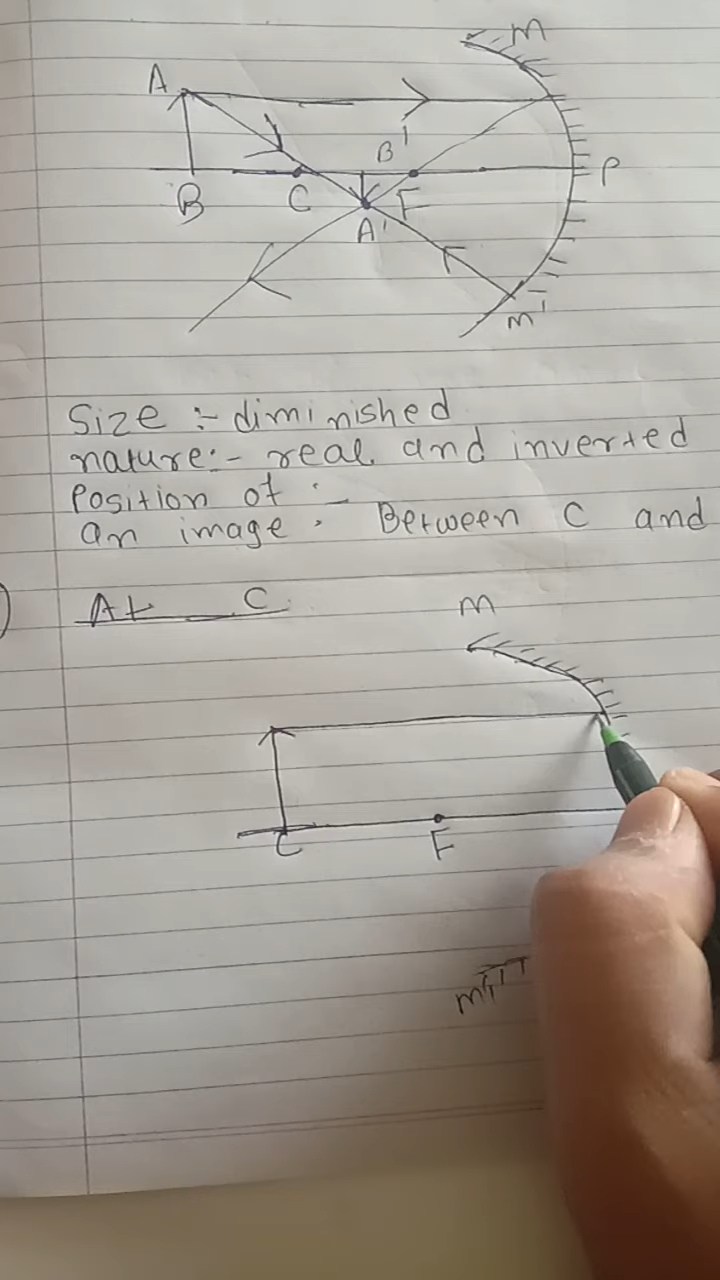 M
A
B'
P
B
C
F
A'
M'
Size :- diminished
nature:- real and inverted
Position of :-
an image : Between C and
At C
M
C
F
M